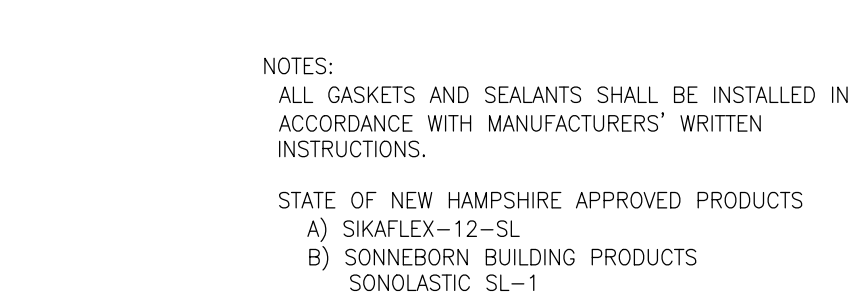 NOTES:
ALL GASKETS AND SEALANTS SHALL BE INSTALLED IN
ACCORDANCE WITH MANUFACTURERS' WRITTEN
INSTRUCTIONS.
STATE OF NEW HAMPSHIRE APPROVED PRODUCTS
A) SIKAFLEX-12-SL
B) SONNEBORN BUILDING PRODUCTS
SONOLASTIC SL-1